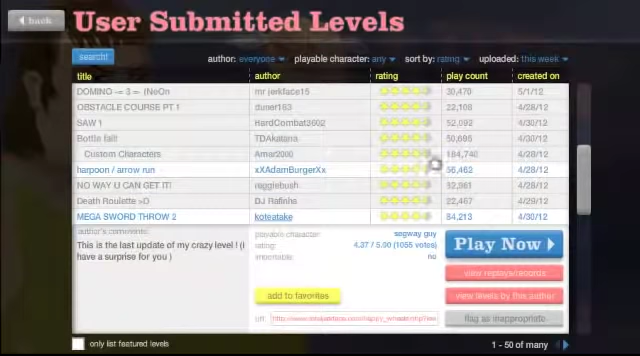 back
User Submitted Levels
search!
author: everyone playable character: any sort by: rating uploaded: this week
title author rating play count created on
DOMINO -= 3 =- (NeOn mr jerkface15 30,470 5/1/12
OBSTACLE COURSE PT 1 duner163 22,108 4/28/12
SAW 1 HardCombat3602 52,092 4/30/12
Bottle fail! TDAkatana 50,695 4/30/12
Custom Characters Amar2000 184,740 4/28/12
harpoon / arrow run xXAdamBurgerXx 56,462 4/28/12
NO WAY U CAN GET IT! 32,961 4/28/12
Death Roulette >D DJ Rafinha 22,467 4/29/12
MEGA SWORD THROW 2 koteatake 84,213 4/30/12
author's comments:
This is the last update of my crazy level ! (i
have a surprise for you )
playable character: segway guy
rating: 4.37 / 5.00 (1055 votes)
importable: no
Play Now
view replays/records
add to favorites
view levels by this author
url:
flag as inappropriate
only list featured levels
1 - 50 of many